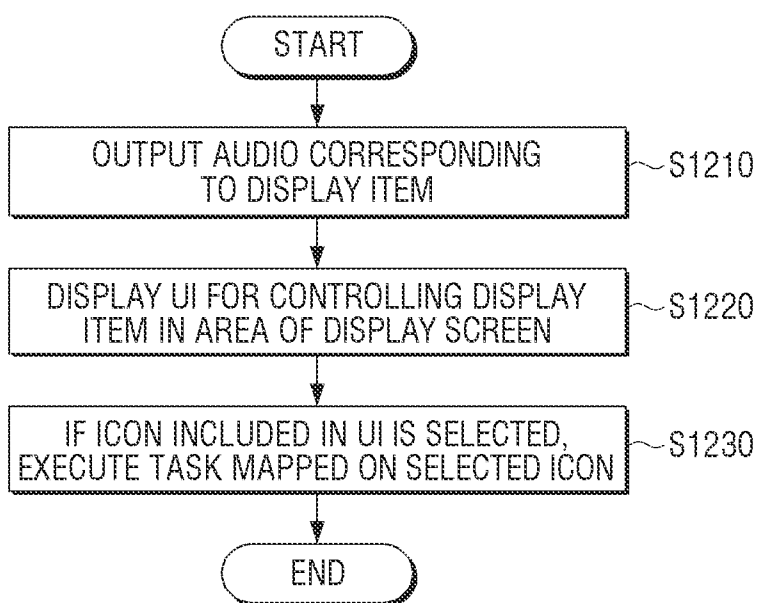 START
OUTPUT AUDIO CORRESPONDING
TO DISPLAY ITEM
S1210
DISPLAY UI FOR CONTROLLING DISPLAY
ITEM IN AREA OF DISPLAY SCREEN
S1220
IF ICON INCLUDED IN UI IS SELECTED,
EXECUTE TASK MAPPED ON SELECTED ICON
S1230
END